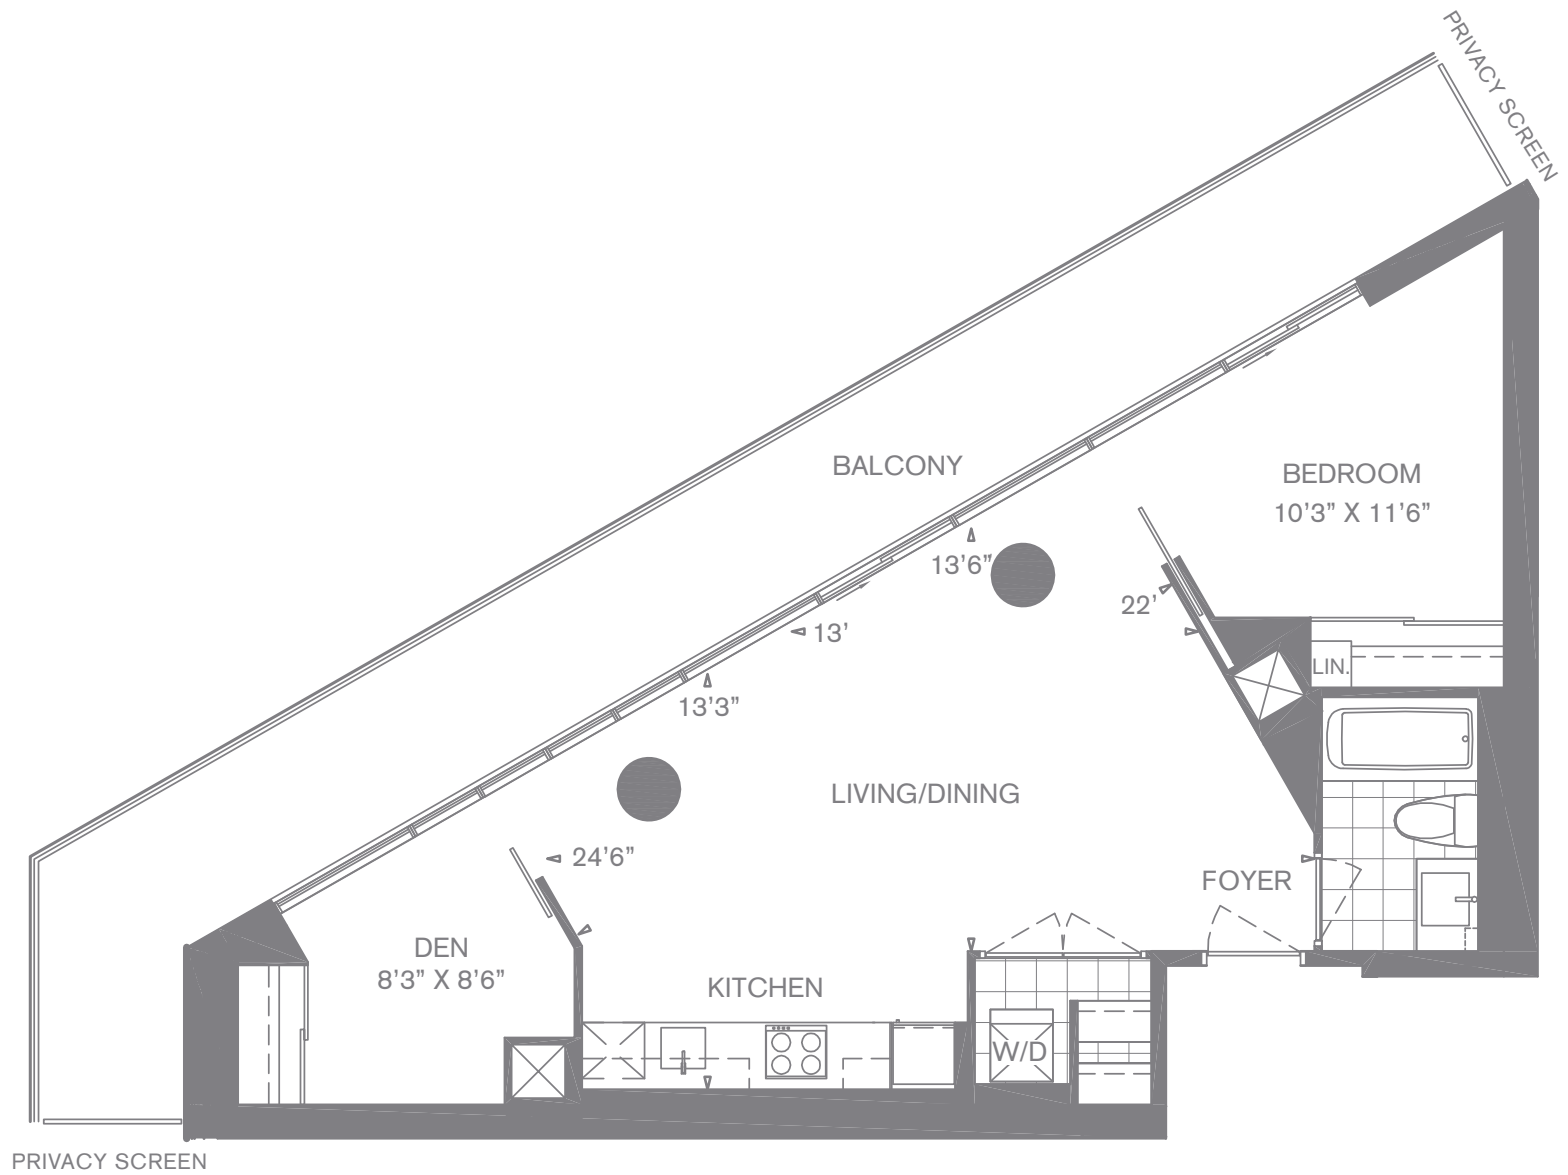 PRIVACY SCREEN
BALCONY
BEDROOM
10'3" X 11'6"
13'6"
22'
13'
LIN.
13'3"
LIVING/DINING
24'6"
FOYER
DEN
8'3" X 8'6"
KITCHEN
W/D
PRIVACY SCREEN